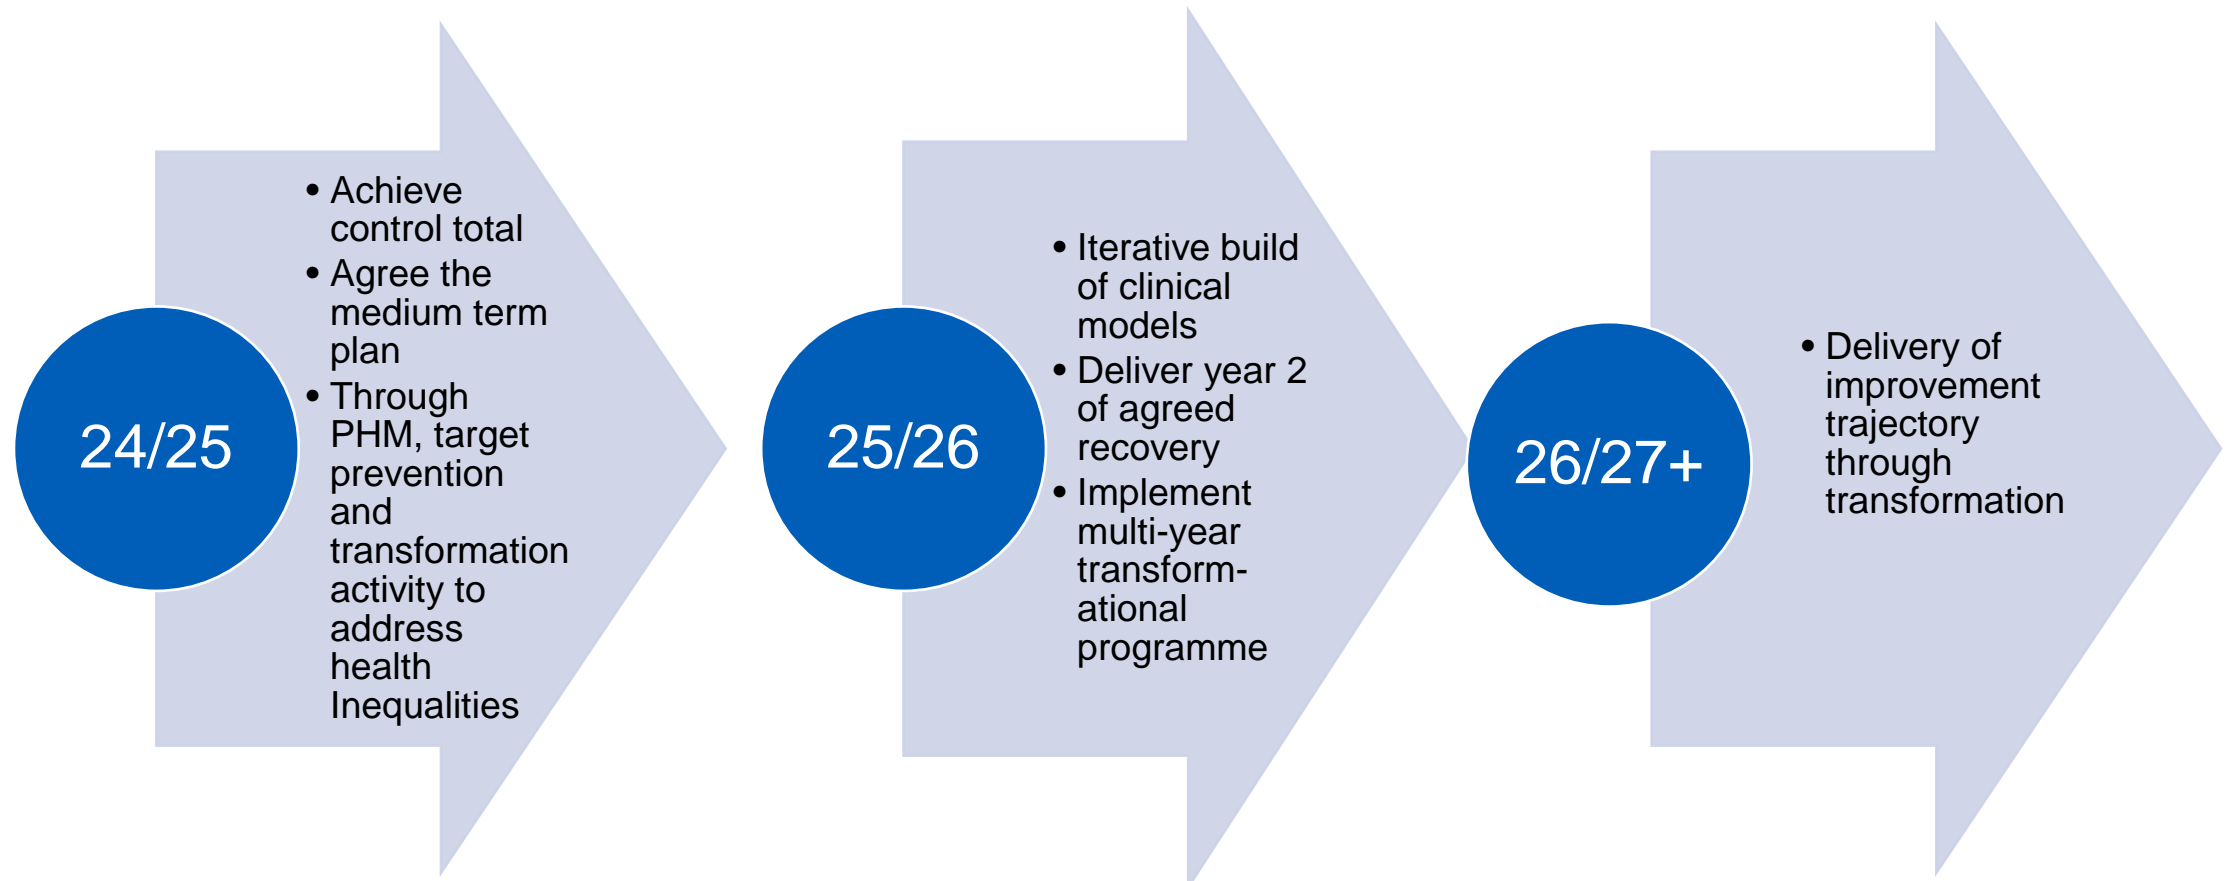 24/25
• Achieve
control total
• Agree the
medium term
plan
• Through
PHM, target
prevention
and
transformation
activity to
address
health
Inequalities
25/26
• Iterative build
of clinical
models
• Deliver year 2
of agreed
recovery
• Implement
multi-year
transform-
ational
programme
26/27+
• Delivery of
improvement
trajectory
through
transformation